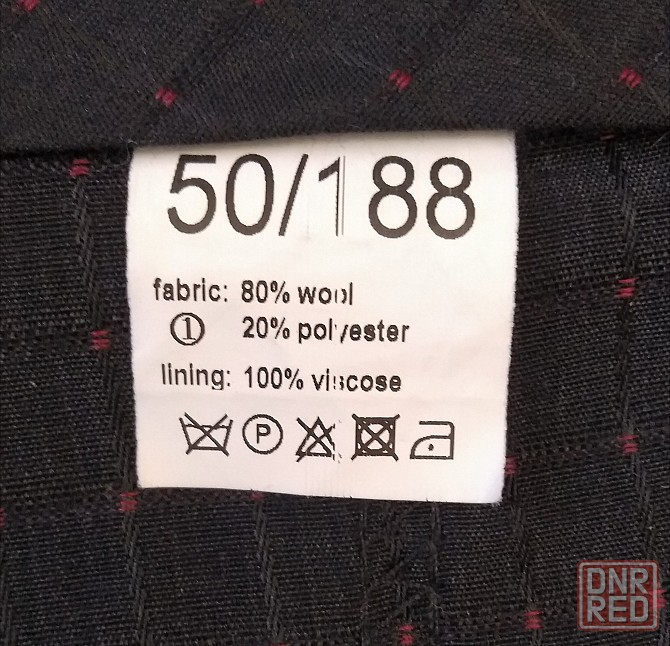 50/188
fabric: 80% wool
① 20% polyester
lining: 100% viscose
P
DNR
RED